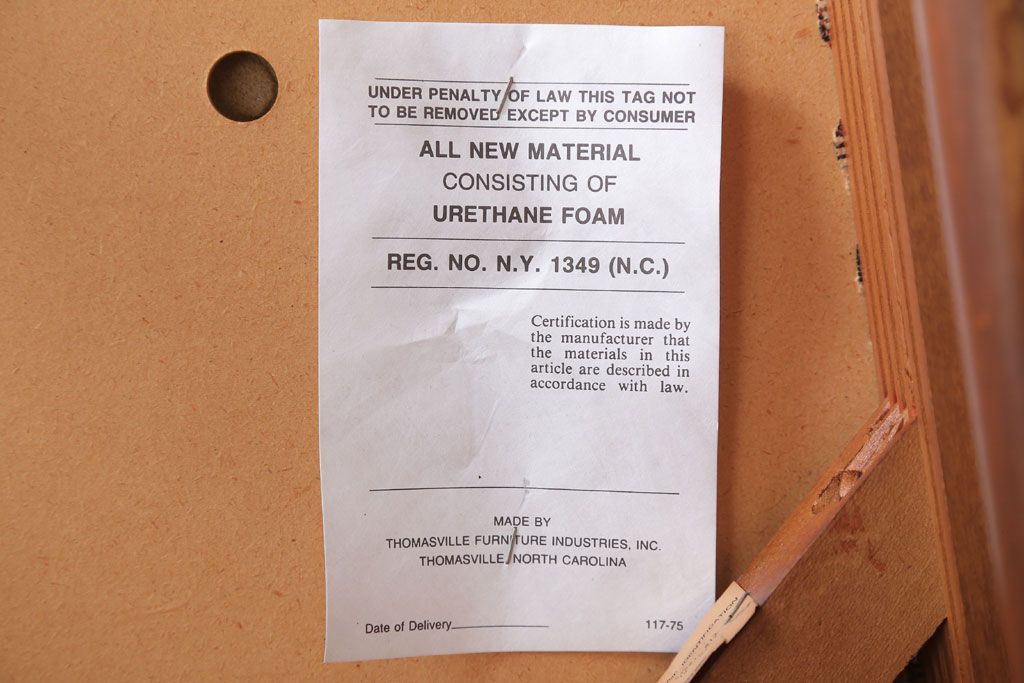 UNDER PENALTY OF LAW THIS TAG NOT
TO BE REMOVED EXCEPT BY CONSUMER
ALL NEW MATERIAL
CONSISTING OF
URETHANE FOAM
REG. NO. N.Y. 1349 (N.C.)
Certification is made by
the manufacturer that
the materials in this
article are described in
accordance with law.
MADE BY
THOMASVILLE FURNITURE INDUSTRIES, INC.
THOMASVILLE, NORTH CAROLINA
Date of Delivery
117-75
IDENTIFICATION